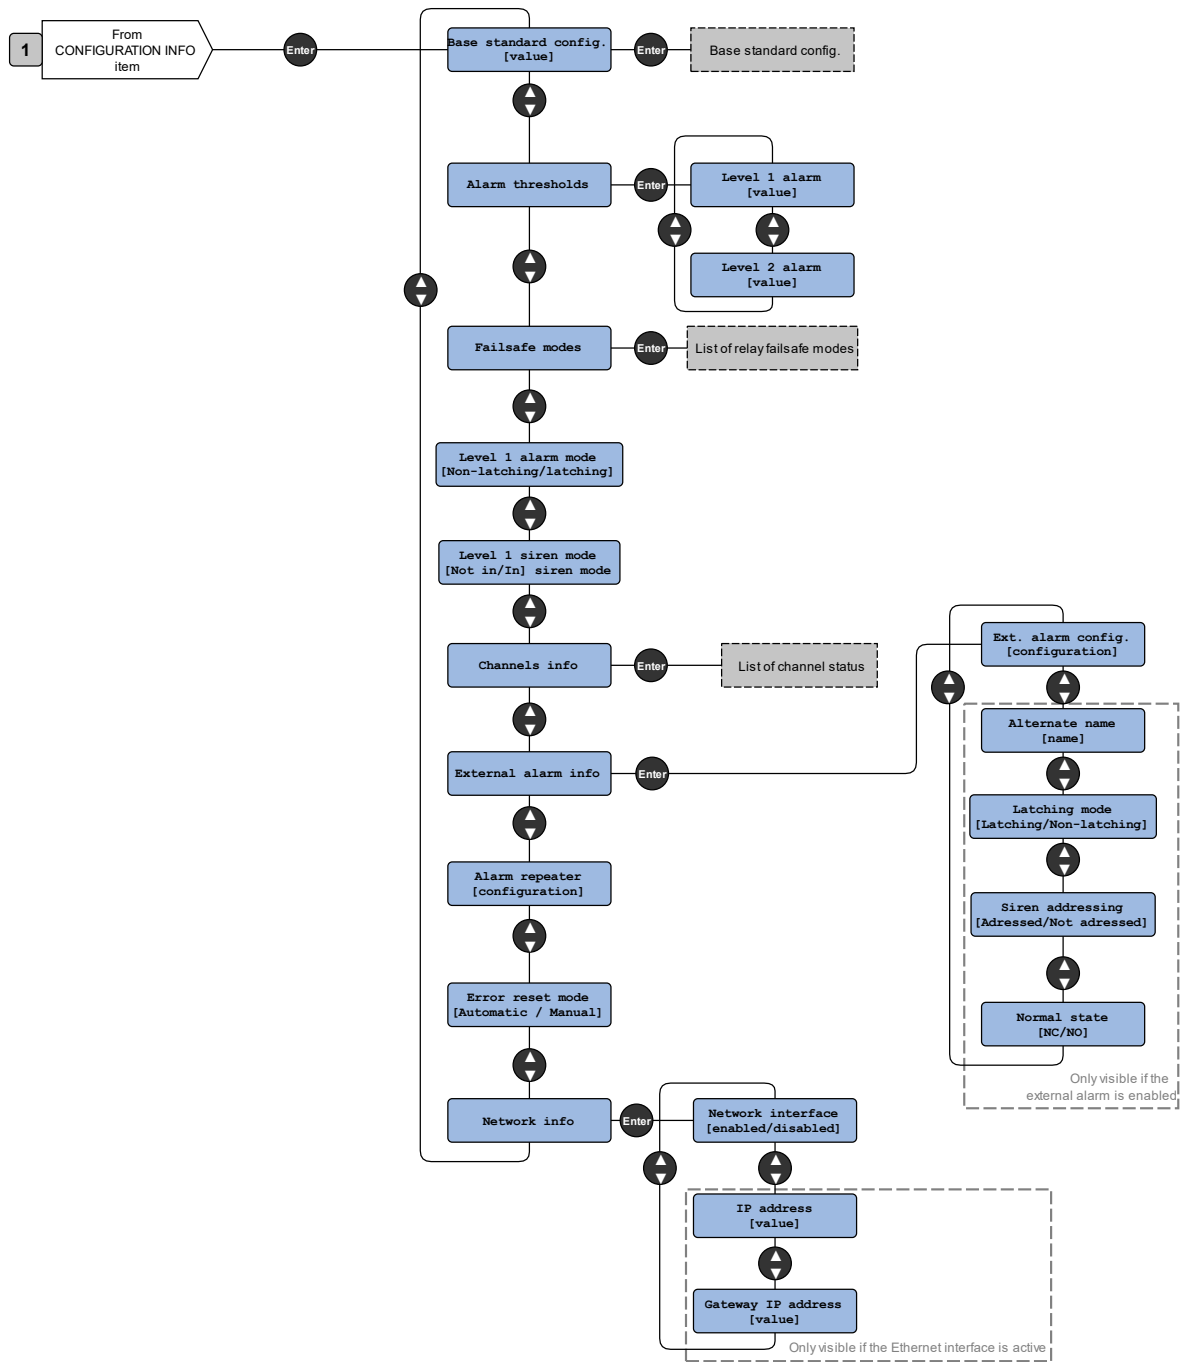 1
From
CONFIGURATION INFO
item
Enter
Base standard config.
[value]
Enter
Base standard config.
Alarm thresholds
Enter
Level 1 alarm
[value]
Level 2 alarm
[value]
Failsafe modes
Enter
List of relay failsafe modes
Level 1 alarm mode
[Non-latching/latching]
Level 1 siren mode
[Not in/In] siren mode
Channels info
Enter
List of channel status
External alarm info
Enter
Ext. alarm config.
[configuration]
Alternate name
[name]
Latching mode
[Latching/Non-latching]
Siren addressing
[Adressed/Not adressed]
Normal state
[NC/NO]
Only visible if the
external alarm is enabled
Alarm repeater
[configuration]
Error reset mode
[Automatic / Manual]
Network info
Enter
Network interface
[enabled/disabled]
IP address
[value]
Gateway IP address
[value]
Only visible if the Ethernet interface is active